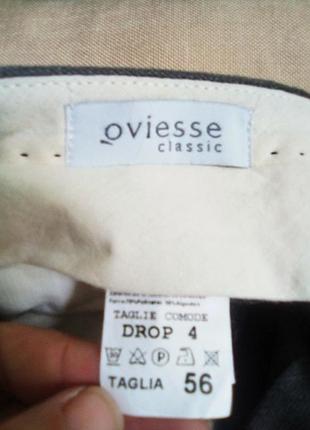 oviesse
classic
TAGLIE COMODE
DROP 4
TAGLIA 56